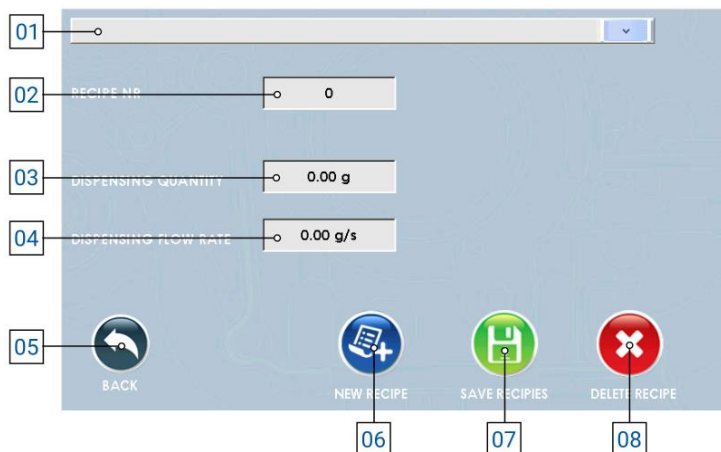 01
02 RECIPE NR 0
03 DISPENSING QUANTITY 0.00 g
04 DISPENSING FLOW RATE 0.00 g/s
05
BACK NEW RECIPE SAVE RECIPIES DELETE RECIPE
06 07 08